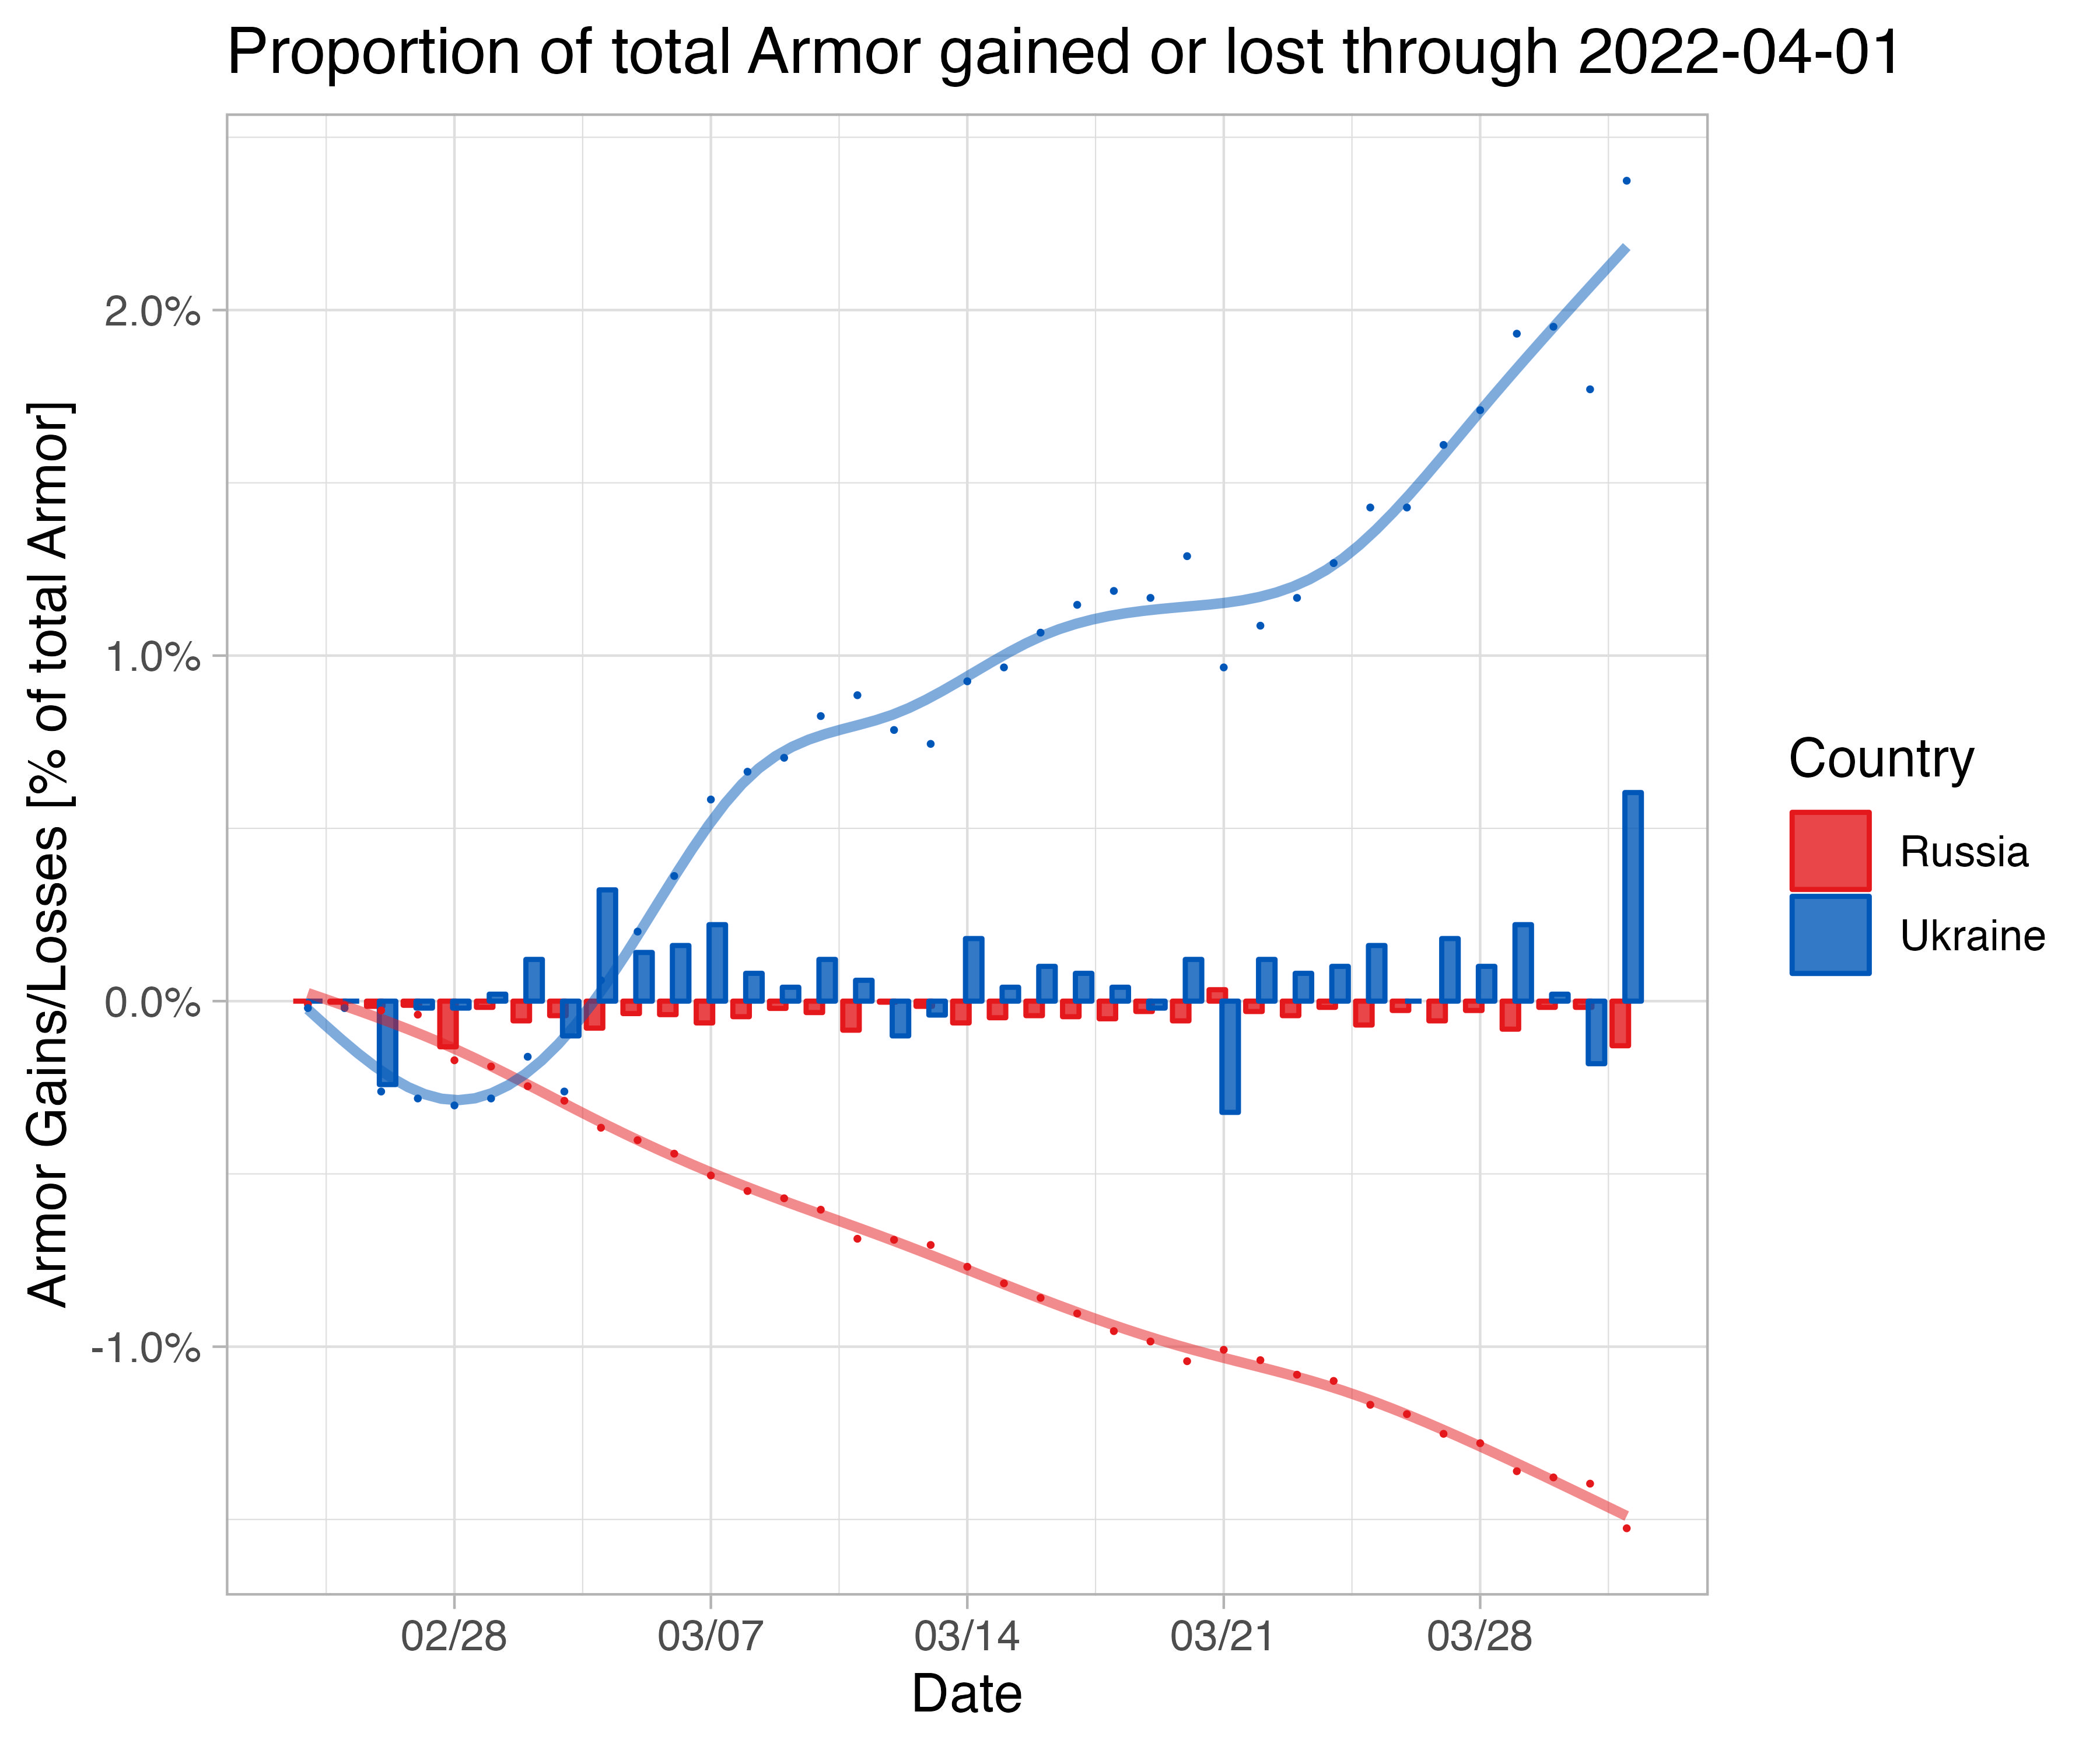 Proportion of total Armor gained or lost through 2022-04-01
Armor Gains/Losses [% of total Armor]
2.0%
1.0%
0.0%
-1.0%
02/28
03/07
03/14
03/21
03/28
Date
Country
Russia
Ukraine